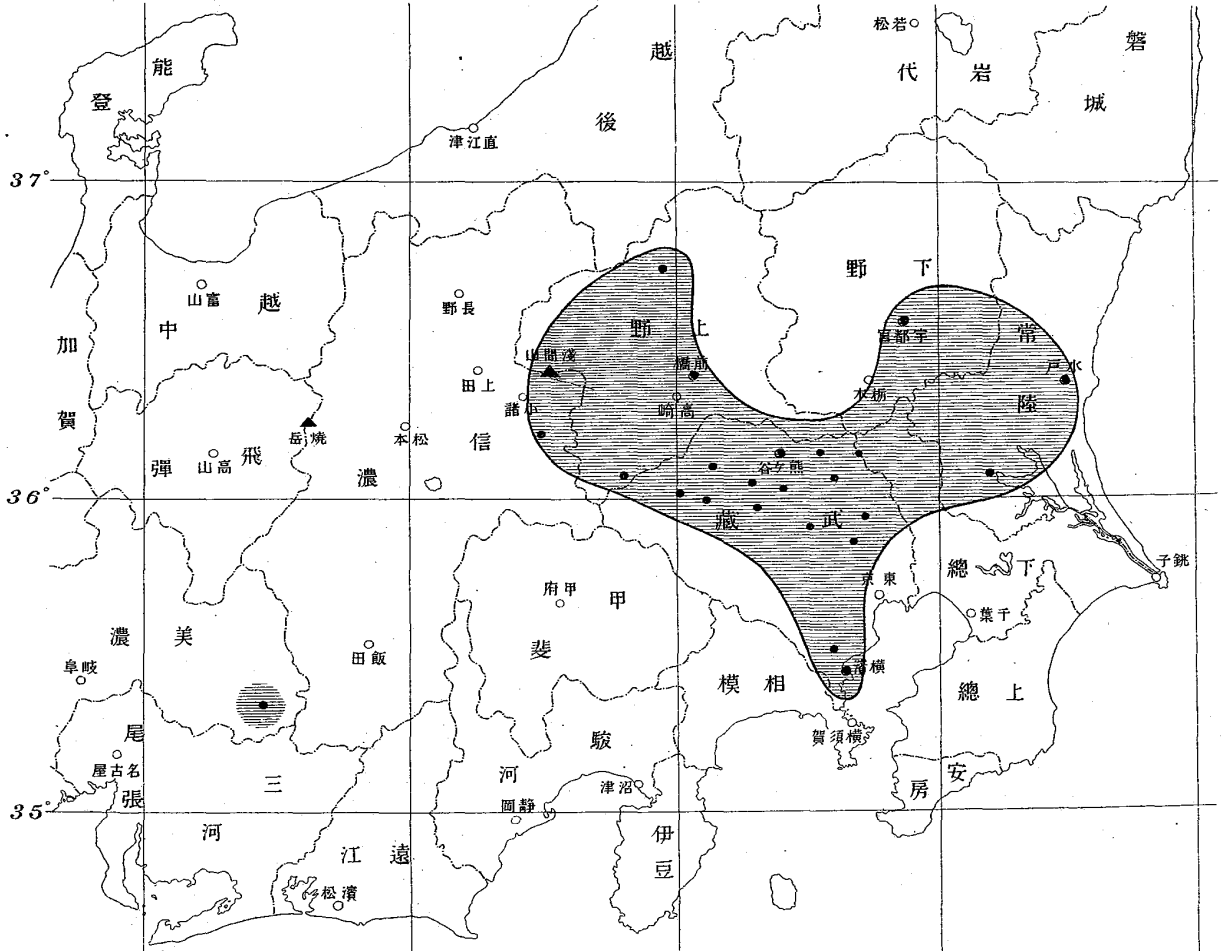 若松
磐城
岩代
越後
能登
直江津
37°
下野
上野
常陸
宇都宮
水戸
栃木
前橋
高崎
淺間山
小諸
上田
長野
富山
越中
加賀
燒岳
松本
信濃
高山
飛彈
熊ケ谷
武藏
36°
銚子
下總
東京
千葉
甲府
甲斐
飯田
美濃
岐阜
横濱
相模
上總
横須賀
安房
駿河
沼津
靜岡
伊豆
尾張
名古屋
三河
35°
遠江
濱松